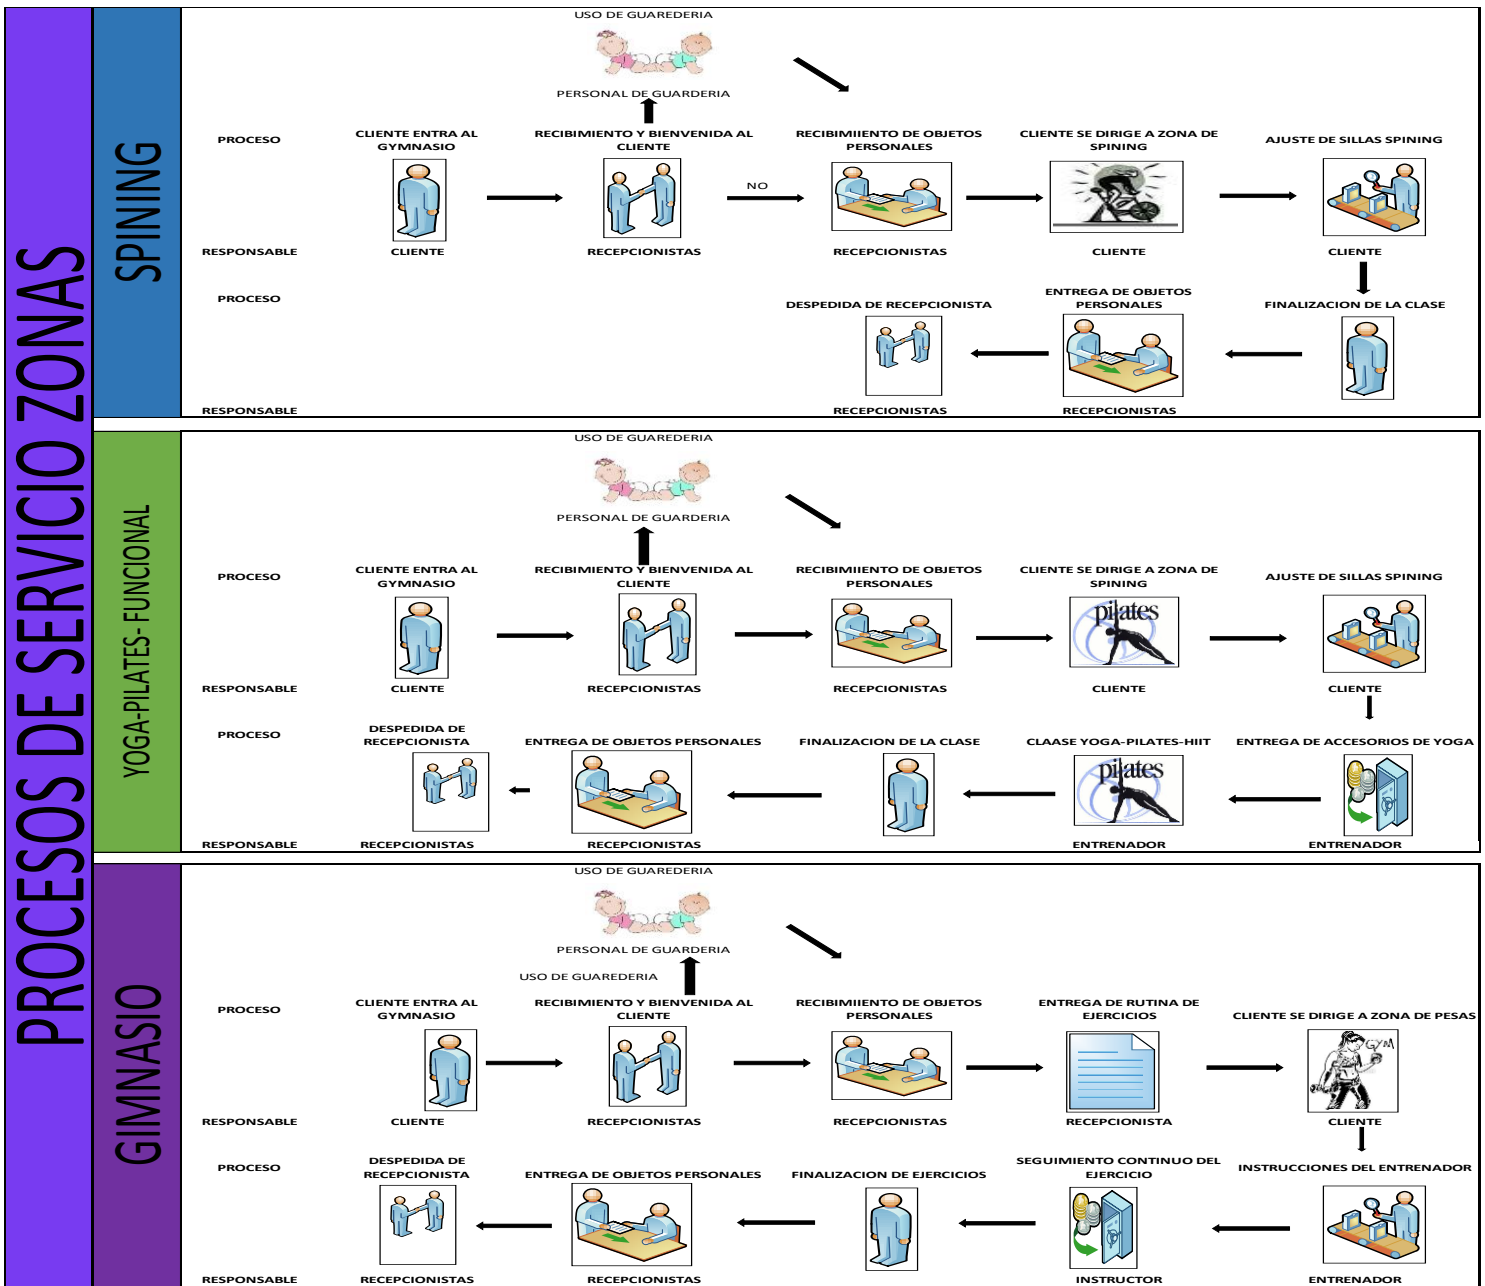 PROCESOS DE SERVICIO ZONAS
SPINING
USO DE GUAREDERIA
PERSONAL DE GUARDERIA
PROCESO
CLIENTE ENTRA AL
GYMNASIO
RECIBIMIENTO Y BIENVENIDA AL
CLIENTE
RECIBIMIIENTO DE OBJETOS
PERSONALES
CLIENTE SE DIRIGE A ZONA DE
SPINING
AJUSTE DE SILLAS SPINING
NO
RESPONSABLE
CLIENTE
RECEPCIONISTAS
RECEPCIONISTAS
CLIENTE
CLIENTE
PROCESO
DESPEDIDA DE RECEPCIONISTA
ENTREGA DE OBJETOS
PERSONALES
FINALIZACION DE LA CLASE
RESPONSABLE
RECEPCIONISTAS
RECEPCIONISTAS
YOGA-PILATES- FUNCIONAL
USO DE GUAREDERIA
PERSONAL DE GUARDERIA
PROCESO
CLIENTE ENTRA AL
GYMNASIO
RECIBIMIENTO Y BIENVENIDA AL
CLIENTE
RECIBIMIIENTO DE OBJETOS
PERSONALES
CLIENTE SE DIRIGE A ZONA DE
SPINING
AJUSTE DE SILLAS SPINING
pilates
RESPONSABLE
CLIENTE
RECEPCIONISTAS
RECEPCIONISTAS
CLIENTE
CLIENTE
PROCESO
DESPEDIDA DE
RECEPCIONISTA
ENTREGA DE OBJETOS PERSONALES
FINALIZACION DE LA CLASE
CLAASE YOGA-PILATES-HIIT
ENTREGA DE ACCESORIOS DE YOGA
pilates
RESPONSABLE
RECEPCIONISTAS
RECEPCIONISTAS
ENTRENADOR
ENTRENADOR
GIMNASIO
USO DE GUAREDERIA
PERSONAL DE GUARDERIA
USO DE GUAREDERIA
PROCESO
CLIENTE ENTRA AL
GYMNASIO
RECIBIMIENTO Y BIENVENIDA AL
CLIENTE
RECIBIMIIENTO DE OBJETOS
PERSONALES
ENTREGA DE RUTINA DE
EJERCICIOS
CLIENTE SE DIRIGE A ZONA DE PESAS
GYM
RESPONSABLE
CLIENTE
RECEPCIONISTAS
RECEPCIONISTAS
RECEPCIONISTA
CLIENTE
PROCESO
DESPEDIDA DE
RECEPCIONISTA
ENTREGA DE OBJETOS PERSONALES
FINALIZACION DE EJERCICIOS
SEGUIMIENTO CONTINUO DEL
EJERCICIO
INSTRUCCIONES DEL ENTRENADOR
RESPONSABLE
RECEPCIONISTAS
RECEPCIONISTAS
INSTRUCTOR
ENTRENADOR